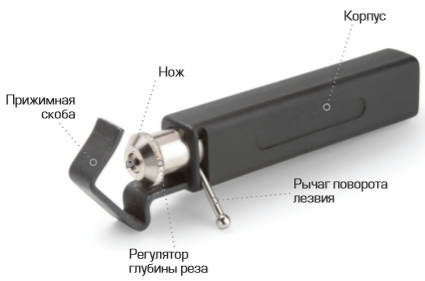 Корпус
Нож
Прижимная
скоба
Рычаг поворота
лезвия
Регулятор
глубины реза